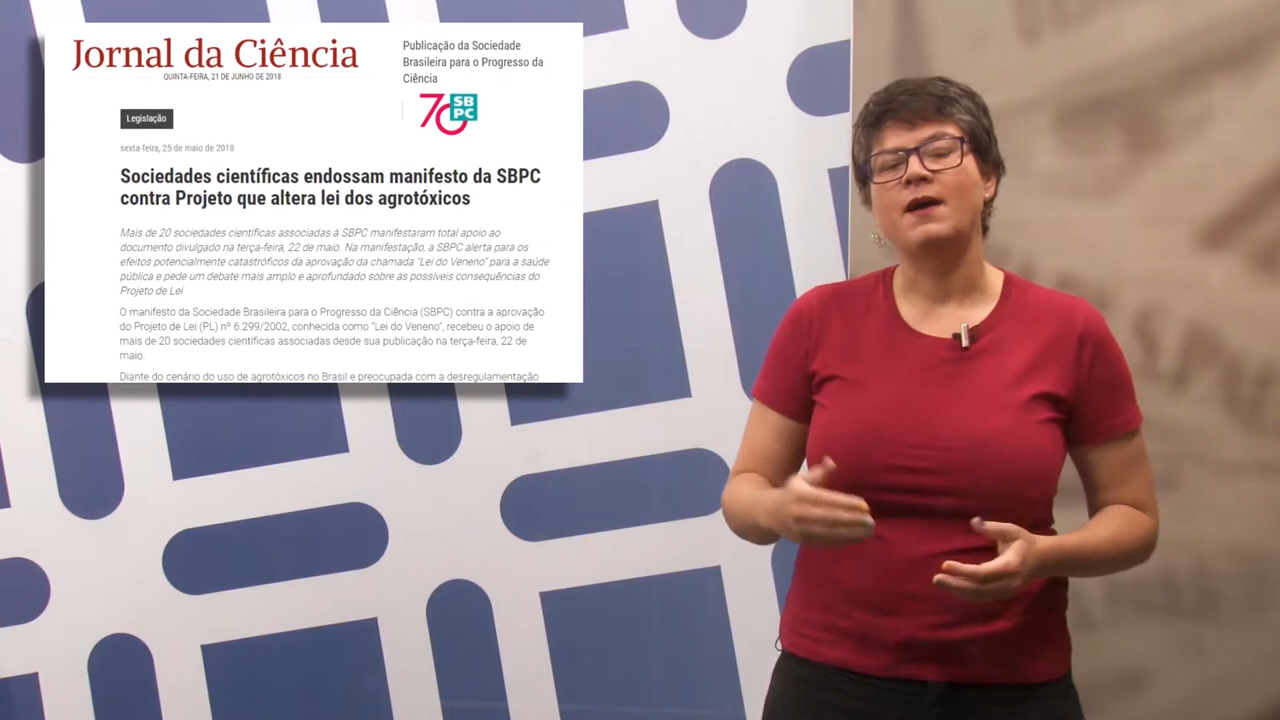 Jornal da Ciência
QUINTA-FEIRA, 21 DE JUNHO DE 2018
Publicação da Sociedade
Brasileira para o Progresso da
Ciência
70 SB
PC
Legislação
sexta-feira, 25 de maio de 2018
Sociedades científicas endossam manifesto da SBPC
contra Projeto que altera lei dos agrotóxicos
Mais de 20 sociedades científicas associadas à SBPC manifestaram total apoio ao
documento divulgado na terça-feira, 22 de maio. Na manifestação, a SBPC alerta para os
efeitos potencialmente catastróficos da aprovação da chamada "Lei do Veneno" para a saúde
pública e pede um debate mais amplo e aprofundado sobre as possíveis consequências do
Projeto de Lei
O manifesto da Sociedade Brasileira para o Progresso da Ciência (SBPC) contra a aprovação
do Projeto de Lei (PL) nº 6.299/2002, conhecida como "Lei do Veneno", recebeu o apoio de
mais de 20 sociedades científicas associadas desde sua publicação na terça-feira, 22 de
maio.
Diante do cenário do uso de agrotóxicos no Brasil e preocupada com a desregulamentação